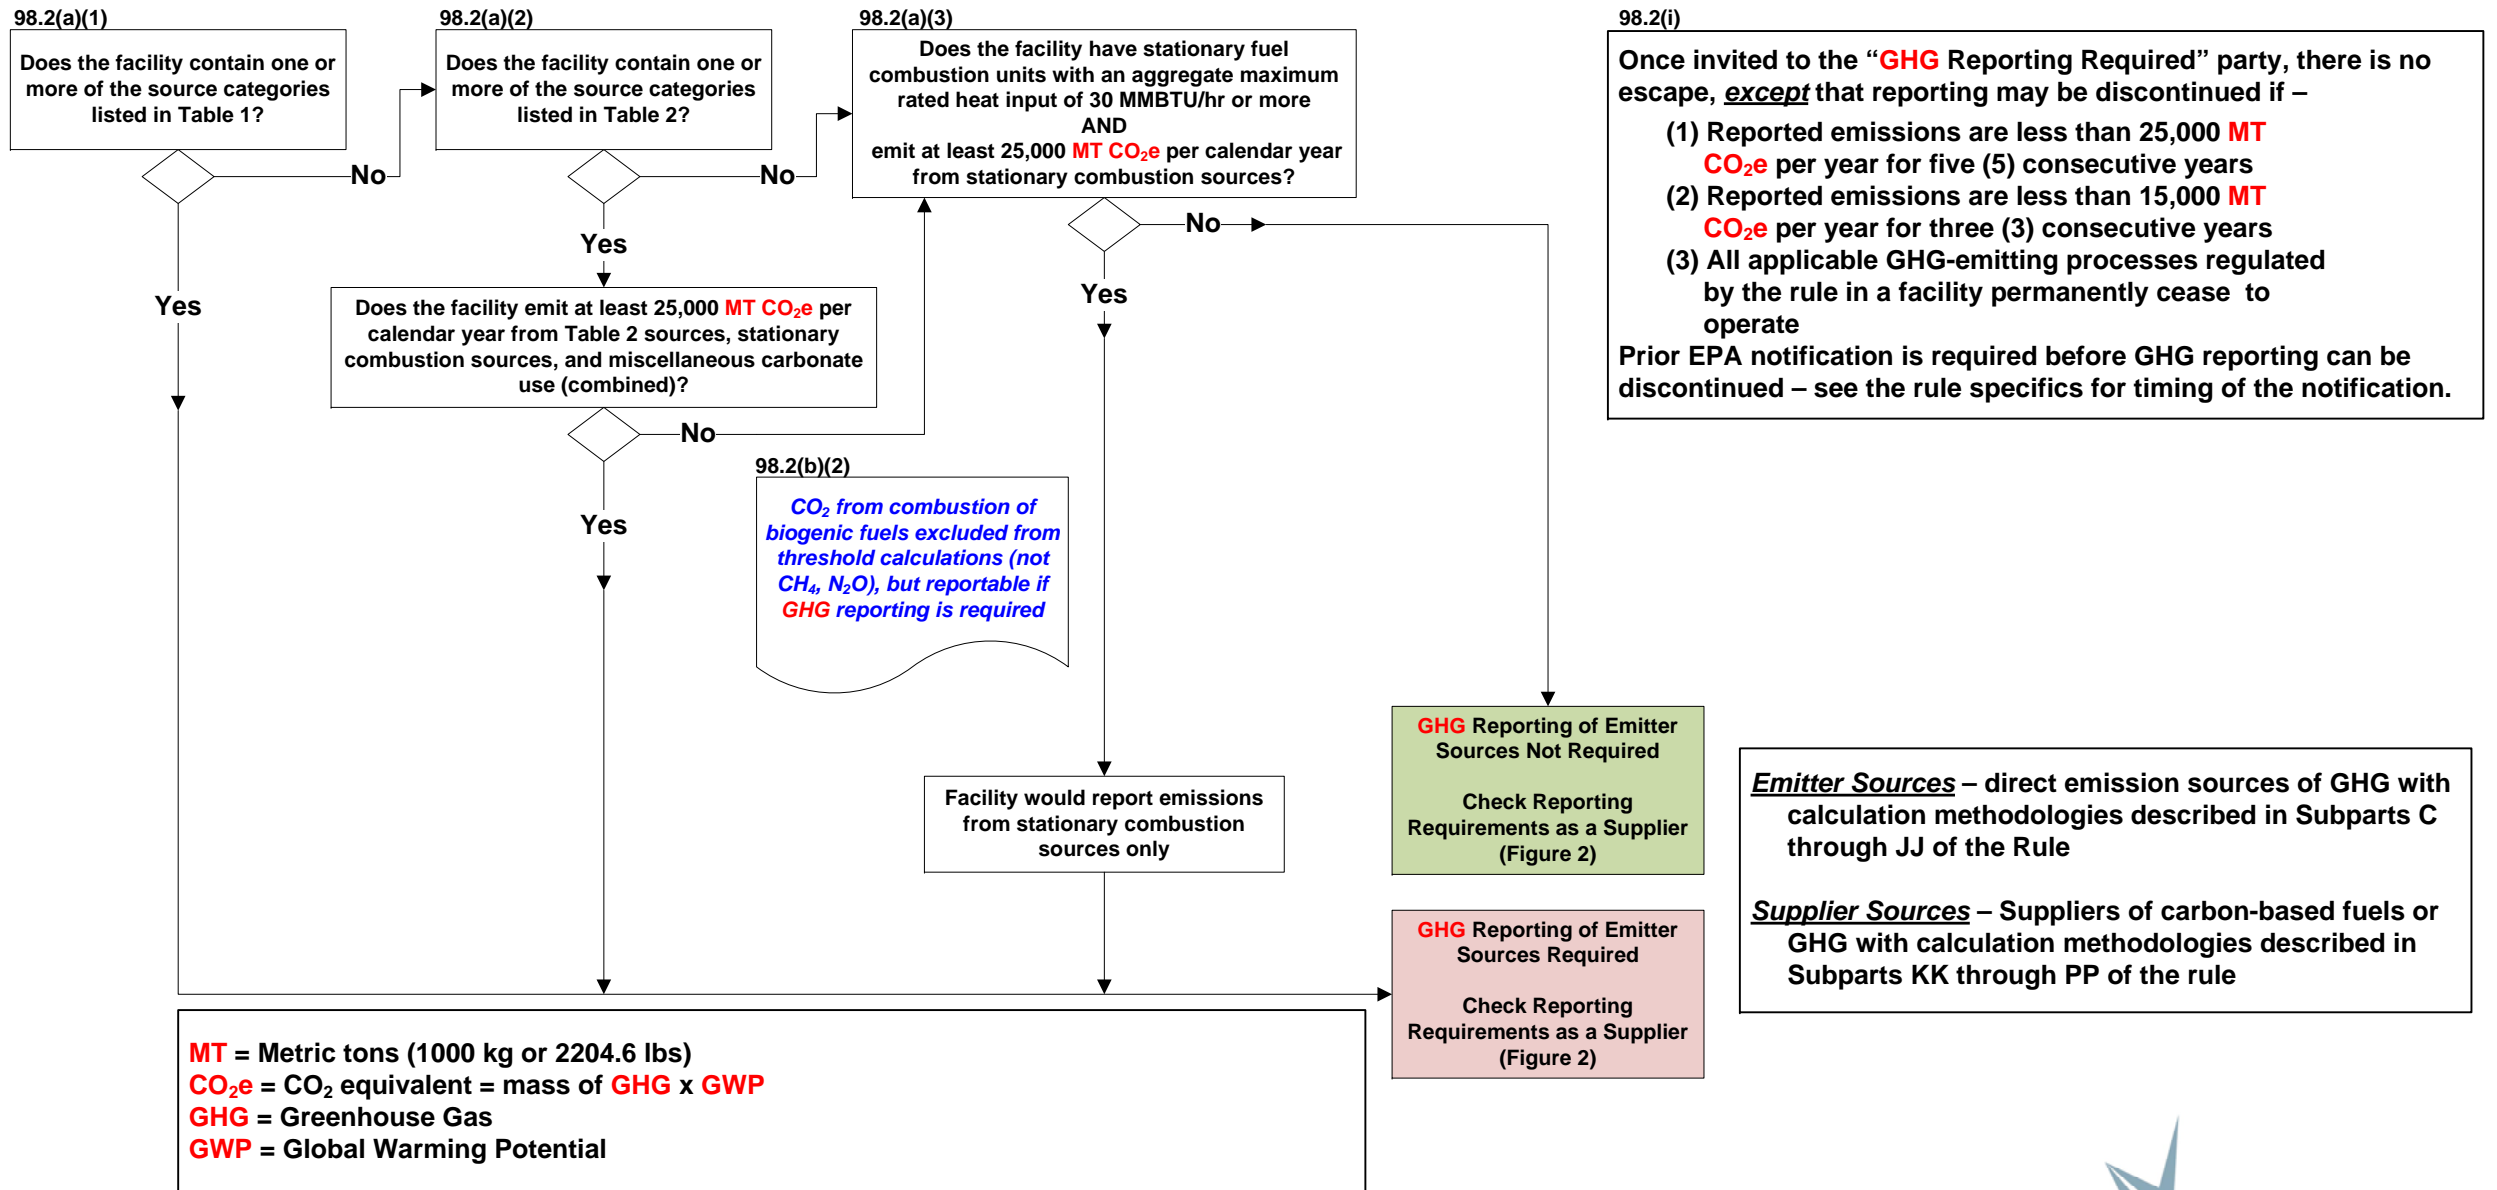 98.2(a)(1)
Does the facility contain one or
more of the source categories
listed in Table 1?
No
Yes
98.2(a)(2)
Does the facility contain one or
more of the source categories
listed in Table 2?
No
Yes
Does the facility emit at least 25,000 MT CO₂e per
calendar year from Table 2 sources, stationary
combustion sources, and miscellaneous carbonate
use (combined)?
No
Yes
98.2(a)(3)
Does the facility have stationary fuel
combustion units with an aggregate maximum
rated heat input of 30 MMBTU/hr or more
AND
emit at least 25,000 MT CO₂e per calendar year
from stationary combustion sources?
No
Yes
98.2(b)(2)
CO₂ from combustion of
biogenic fuels excluded from
threshold calculations (not
CH₄, N₂O), but reportable if
GHG reporting is required
Facility would report emissions
from stationary combustion
sources only
GHG Reporting of Emitter
Sources Not Required
Check Reporting
Requirements as a Supplier
(Figure 2)
GHG Reporting of Emitter
Sources Required
Check Reporting
Requirements as a Supplier
(Figure 2)
98.2(i)
Once invited to the “GHG Reporting Required” party, there is no
escape, except that reporting may be discontinued if –
(1) Reported emissions are less than 25,000 MT
CO₂e per year for five (5) consecutive years
(2) Reported emissions are less than 15,000 MT
CO₂e per year for three (3) consecutive years
(3) All applicable GHG-emitting processes regulated
by the rule in a facility permanently cease to
operate
Prior EPA notification is required before GHG reporting can be
discontinued – see the rule specifics for timing of the notification.
Emitter Sources – direct emission sources of GHG with
calculation methodologies described in Subparts C
through JJ of the Rule
Supplier Sources – Suppliers of carbon-based fuels or
GHG with calculation methodologies described in
Subparts KK through PP of the rule
MT = Metric tons (1000 kg or 2204.6 lbs)
CO₂e = CO₂ equivalent = mass of GHG x GWP
GHG = Greenhouse Gas
GWP = Global Warming Potential